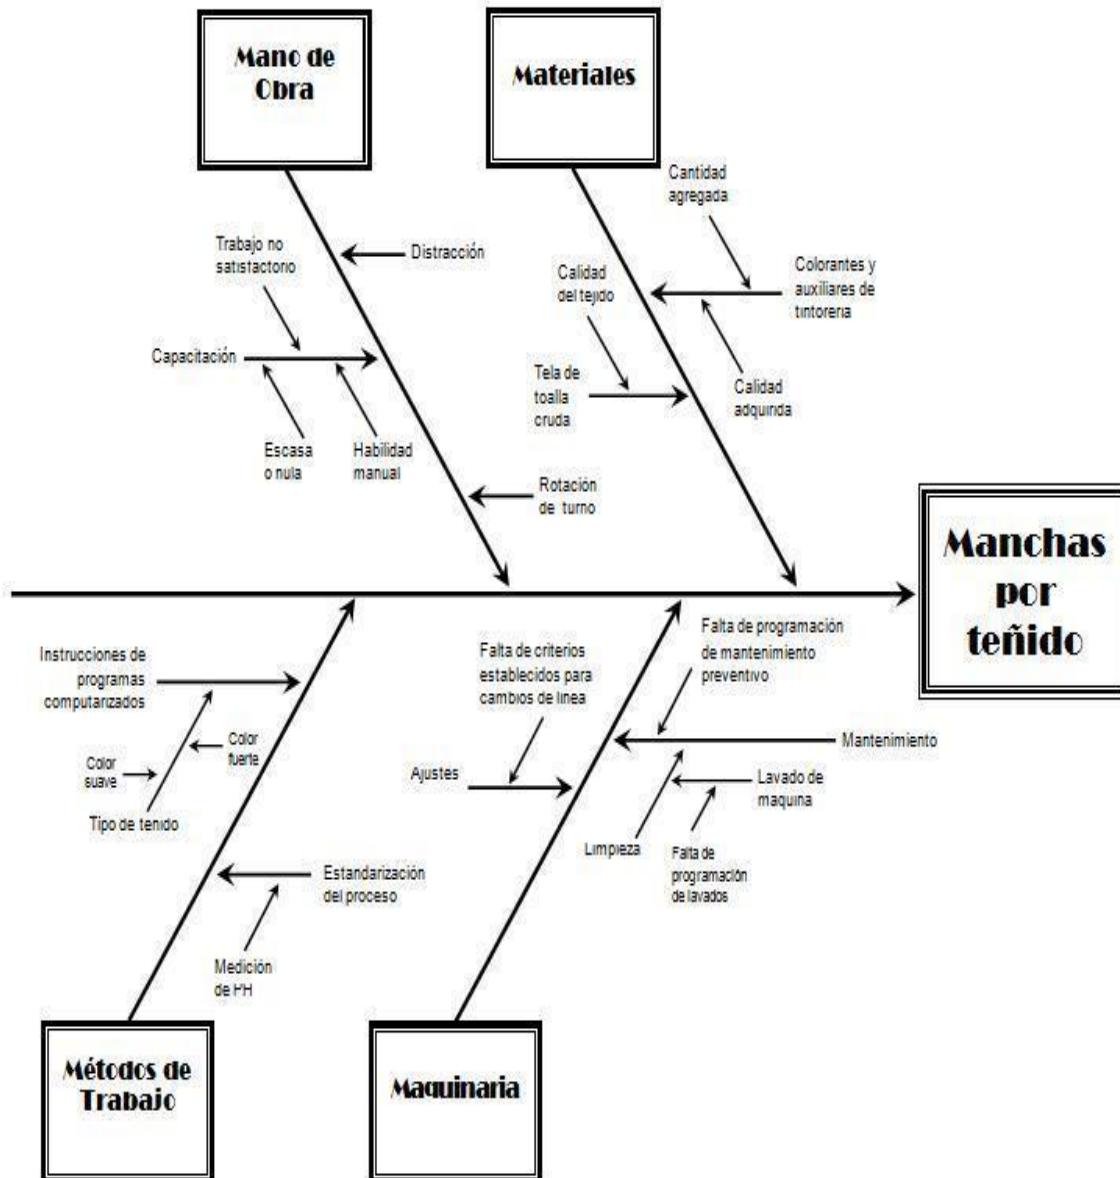 Mano de
Obra
Materiales
Cantidad
agregada
Trabajo no
satisfactorio
Distracción
Calidad
del tejido
Colorantes y
auxiliares de
tintorería
Capacitación
Tela de
toalla
cruda
Calidad
adquirida
Escasa
o nula
Habilidad
manual
Rotación
de turno
Manchas
por
teñido
Instrucciones de
programas
computarizados
Falta de criterios
establecidos para
cambios de línea
Falta de programación
de mantenimiento
preventivo
Color
fuerte
Color
suave
Tipo de teñido
Ajustes
Mantenimiento
Lavado de
maquina
Limpieza
Falta de
programación
de lavados
Estandarización
del proceso
Medición
de PH
Métodos de
Trabajo
Maquinaria